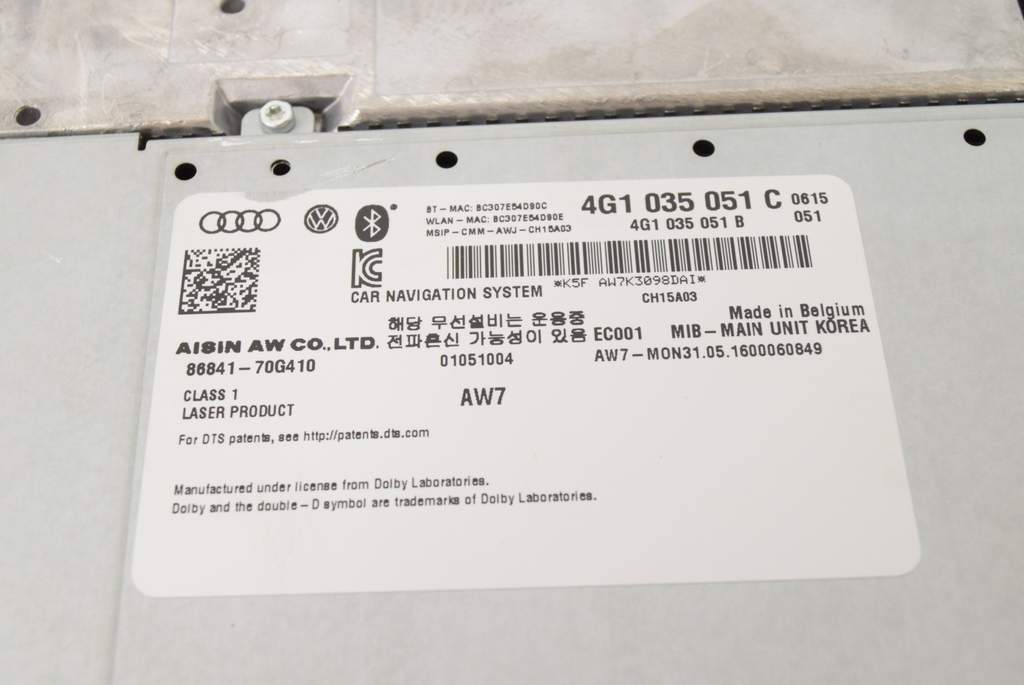 BT-MAC: 8C307E54D90C
WLAN-MAC: 8C307E54D90E
MSIP-CMM-AWJ-CH15A03
4G1 035 051 C 0615
4G1 035 051 B 051
*K5F AW7K3098DAI*
CAR NAVIGATION SYSTEM
CH15A03
Made in Belgium
해당 무선설비는 운용중
AISIN AW CO., LTD. 전파혼신 가능성이 있음 EC001 MIB-MAIN UNIT KOREA
86841-70G410 01051004 AW7-MON31.05.1600060849
CLASS 1
LASER PRODUCT
AW7
For DTS patents, see http://patents.dts.com
Manufactured under license from Dolby Laboratories.
Dolby and the double-D symbol are trademarks of Dolby Laboratories.